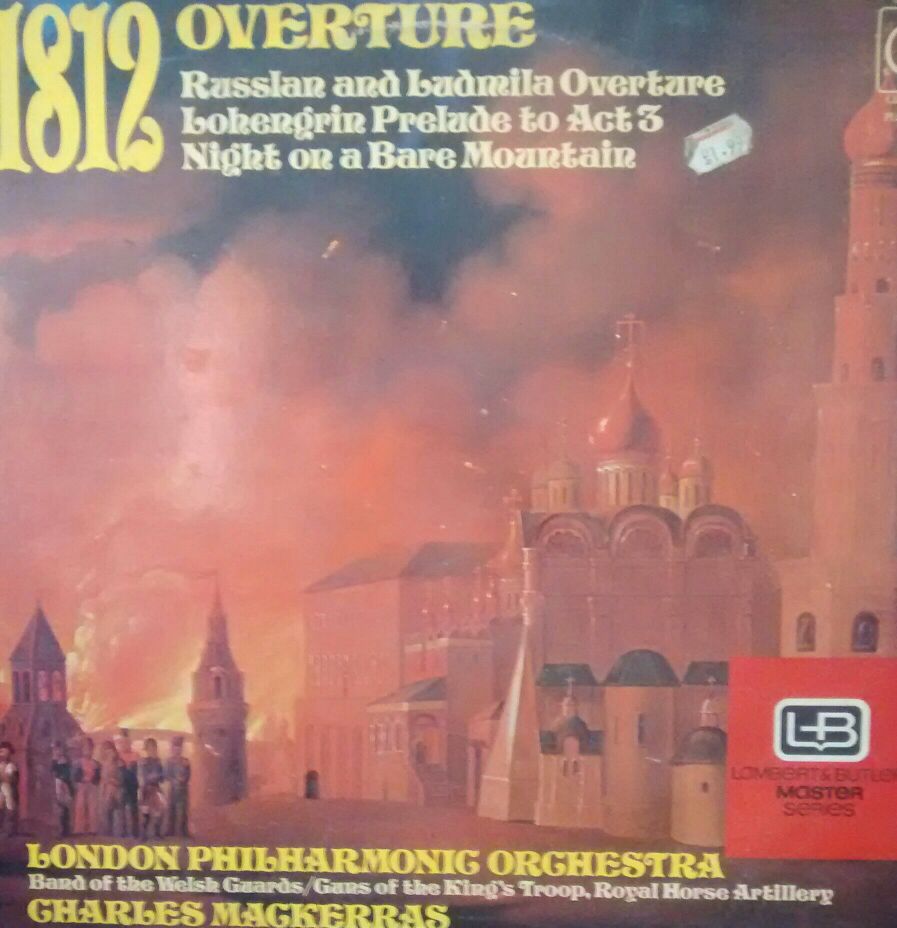 1812 OVERTURE
Russlan and Ludmila Overture
Lohengrin Prelude to Act 3
Night on a Bare Mountain
£1.99
LB
LAMBERT & BUTLER
MASTER
SERIES
LONDON PHILHARMONIC ORCHESTRA
Band of the Welsh Guards/Guns of the King's Troop, Royal Horse Artillery
CHARLES MACKERRAS